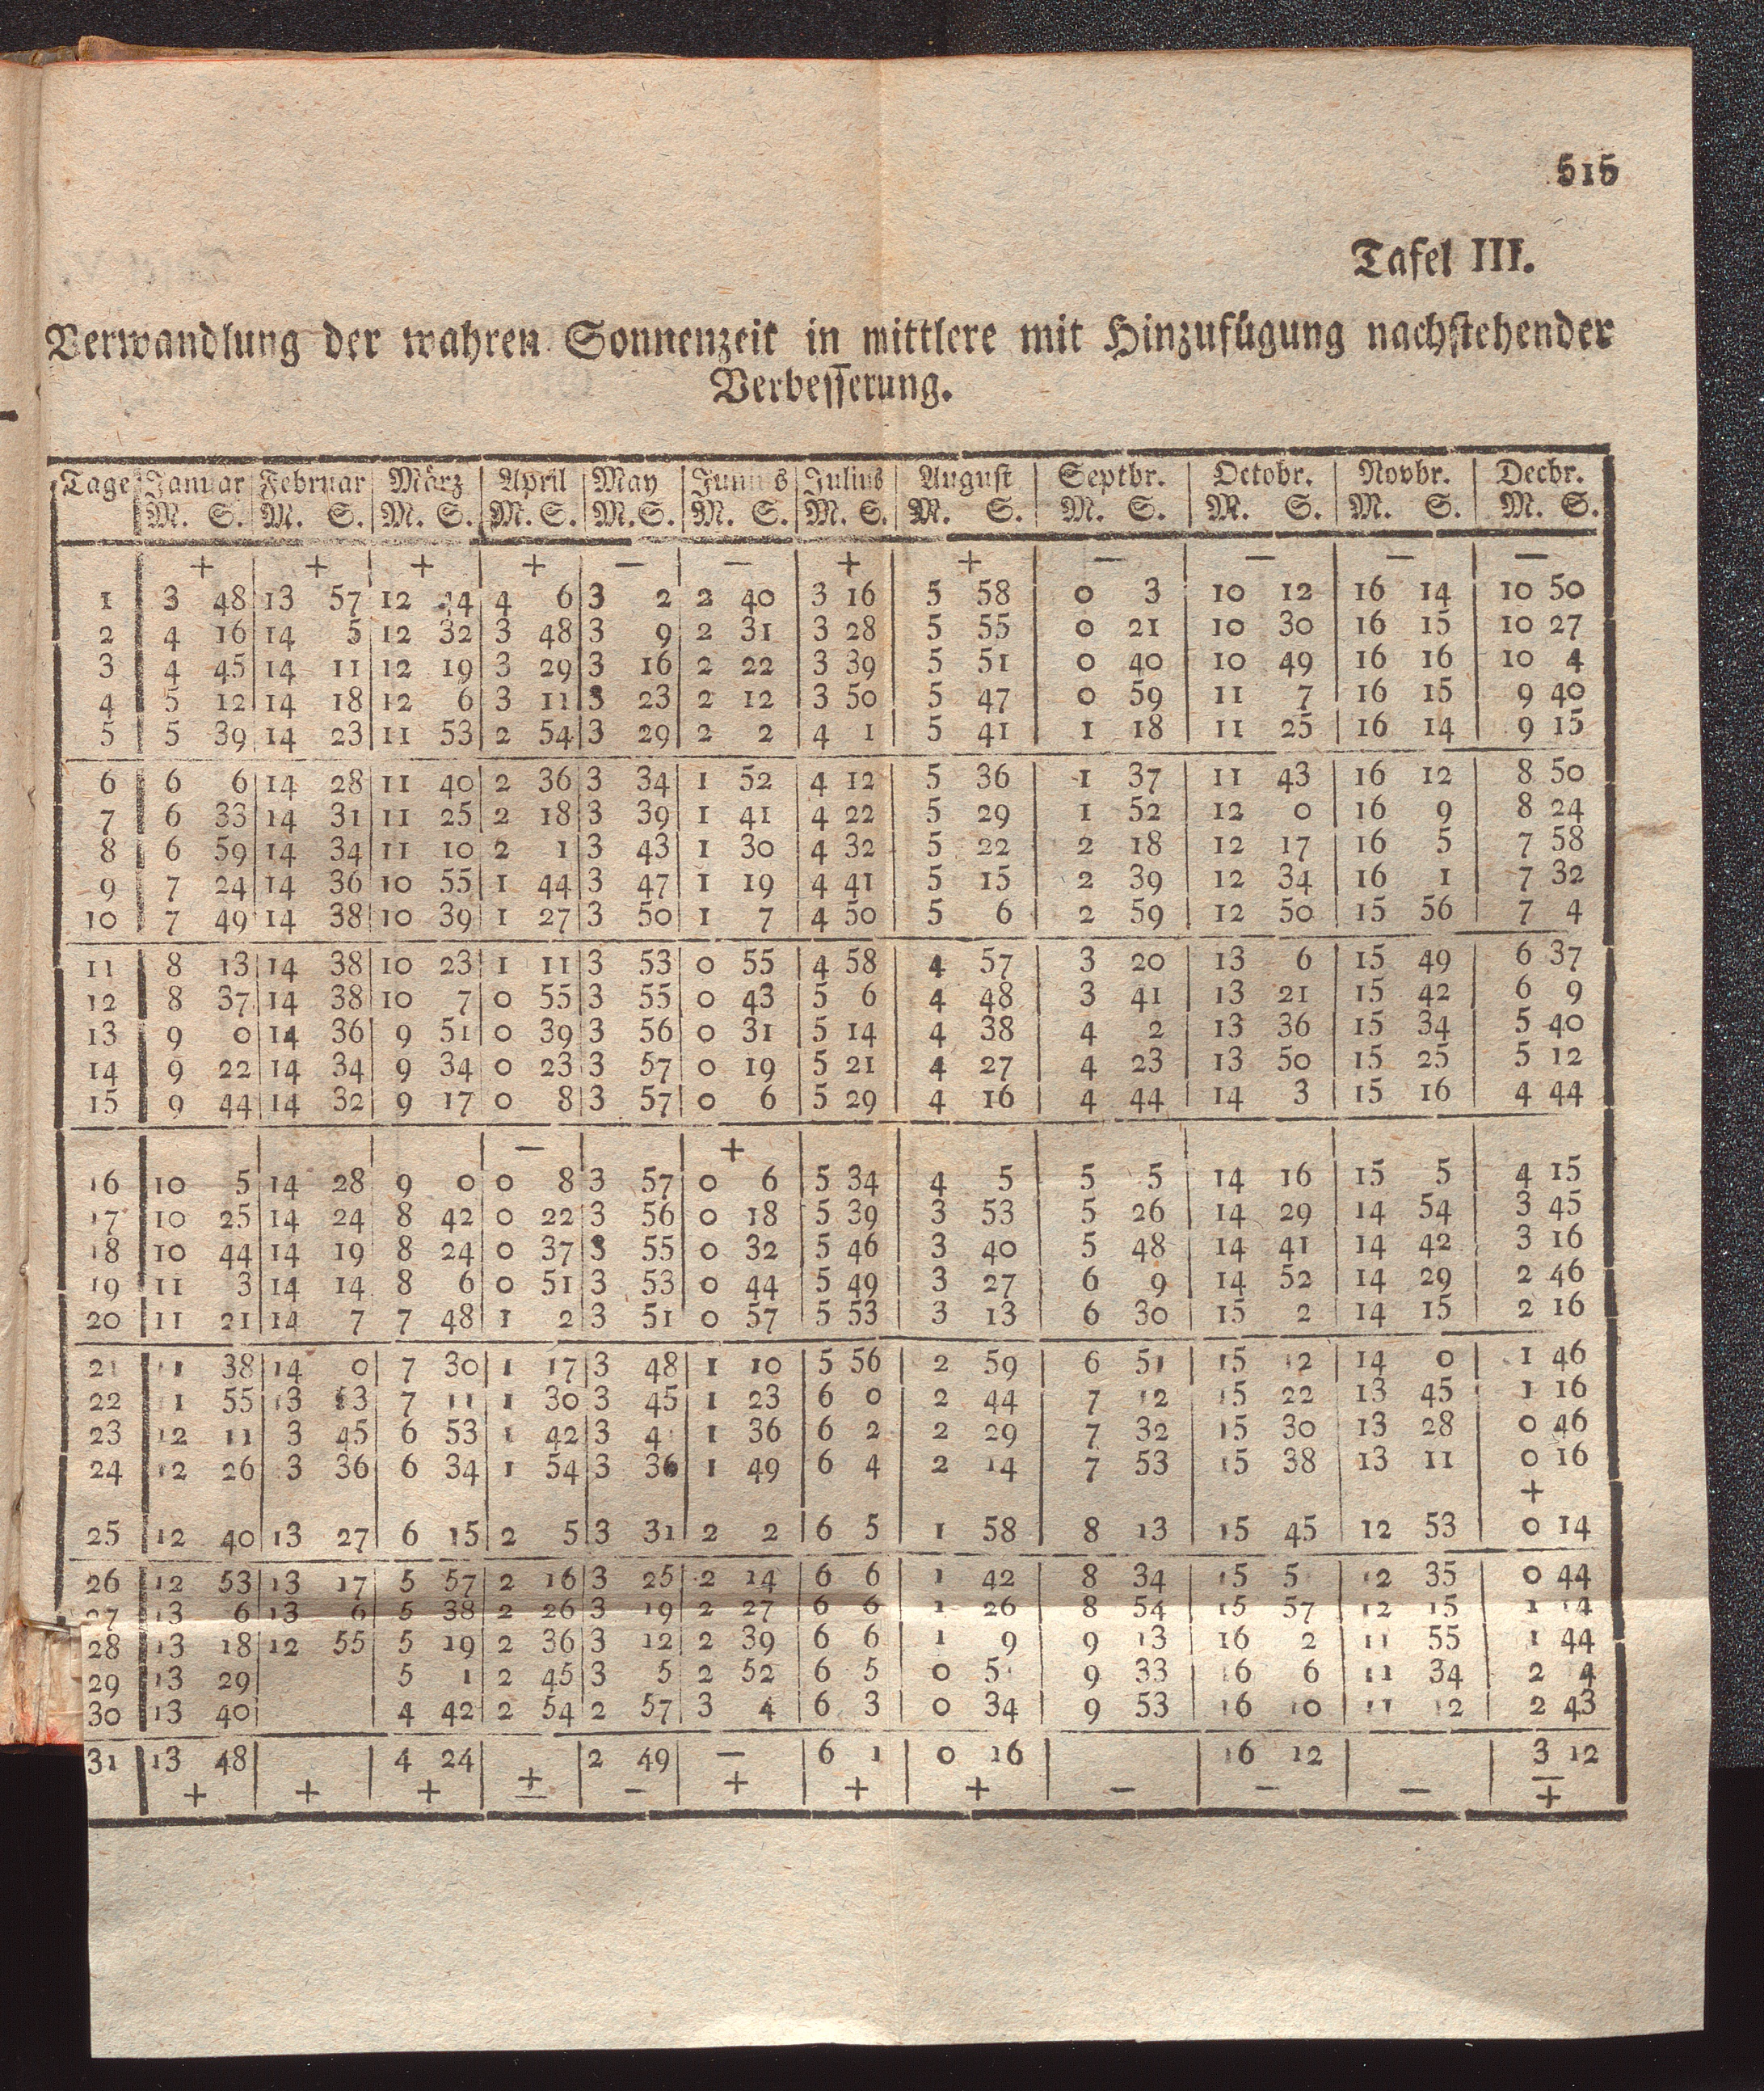 515
Tafel III.
Verwandlung der wahren Sonnenzeit in mittlere mit Hinzufügung nachstehender
Verbesserung.
Tage Januar Februar März April May Junius Julius August Septbr. Octobr. Novbr. Decbr.
M. S. M. S. M. S. M. S. M. S. M. S. M. S. M. S. M. S. M. S. M. S. M. S.
+ + + + − − + + − − − −
1 3 48 13 57 12 44 4 6 3 2 2 40 3 16 5 58 0 3 10 12 16 14 10 50
2 4 16 14 5 12 32 3 48 3 9 2 31 3 28 5 55 0 21 10 30 16 15 10 27
3 4 45 14 11 12 19 3 29 3 16 2 22 3 39 5 51 0 40 10 49 16 16 10 4
4 5 12 14 18 12 6 3 11 3 23 2 12 3 50 5 47 0 59 11 7 16 15 9 40
5 5 39 14 23 11 53 2 54 3 29 2 2 4 1 5 41 1 18 11 25 16 14 9 15
6 6 6 14 28 11 40 2 36 3 34 1 52 4 12 5 36 1 37 11 43 16 12 8 50
7 6 33 14 31 11 25 2 18 3 39 1 41 4 22 5 29 1 52 12 0 16 9 8 24
8 6 59 14 34 11 10 2 1 3 43 1 30 4 32 5 22 2 18 12 17 16 5 7 58
9 7 24 14 36 10 55 1 44 3 47 1 19 4 41 5 15 2 39 12 34 16 1 7 32
10 7 49 14 38 10 39 1 27 3 50 1 7 4 50 5 6 2 59 12 50 15 56 7 4
11 8 13 14 38 10 23 1 11 3 53 0 55 4 58 4 57 3 20 13 6 15 49 6 37
12 8 37 14 38 10 7 0 55 3 55 0 43 5 6 4 48 3 41 13 21 15 42 6 9
13 9 0 14 36 9 51 0 39 3 56 0 31 5 14 4 38 4 2 13 36 15 34 5 40
14 9 22 14 34 9 34 0 23 3 57 0 19 5 21 4 27 4 23 13 50 15 25 5 12
15 9 44 14 32 9 17 0 8 3 57 0 6 5 29 4 16 4 44 14 3 15 16 4 44
− +
16 10 5 14 28 9 0 0 8 3 57 0 6 5 34 4 5 5 5 14 16 15 5 4 15
17 10 25 14 24 8 42 0 22 3 56 0 18 5 39 3 53 5 26 14 29 14 54 3 45
18 10 44 14 19 8 24 0 37 3 55 0 32 5 46 3 40 5 48 14 41 14 42 3 16
19 11 3 14 14 8 6 0 51 3 53 0 44 5 49 3 27 6 9 14 52 14 29 2 46
20 11 21 14 7 7 48 1 2 3 51 0 57 5 53 3 13 6 30 15 2 14 15 2 16
21 11 38 14 0 7 30 1 17 3 48 1 10 5 56 2 59 6 51 15 12 14 0 1 46
22 1 55 13 53 7 11 1 30 3 45 1 23 6 0 2 44 7 12 15 22 13 45 1 16
23 12 11 3 45 6 53 1 42 3 4 1 36 6 2 2 29 7 32 15 30 13 28 0 46
24 12 26 3 36 6 34 1 54 3 36 1 49 6 4 2 14 7 53 15 38 13 11 0 16
+
25 12 40 13 27 6 15 2 5 3 31 2 2 6 5 1 58 8 13 15 45 12 53 0 14
26 12 53 13 17 5 57 2 16 3 25 2 14 6 6 1 42 8 34 15 5 12 35 0 44
27 13 6 13 6 5 38 2 26 3 19 2 27 6 6 1 26 8 54 15 57 12 15 1 14
28 13 18 12 55 5 19 2 36 3 12 2 39 6 6 1 9 9 13 16 2 11 55 1 44
29 13 29 5 1 2 45 3 5 2 52 6 5 0 5 9 33 16 6 11 34 2 4
30 13 40 4 42 2 54 2 57 3 4 6 3 0 34 9 53 16 10 11 12 2 43
31 13 48 4 24 2 49 6 1 0 16 16 12 3 12
+ + + ± − −+ + + − − − −+